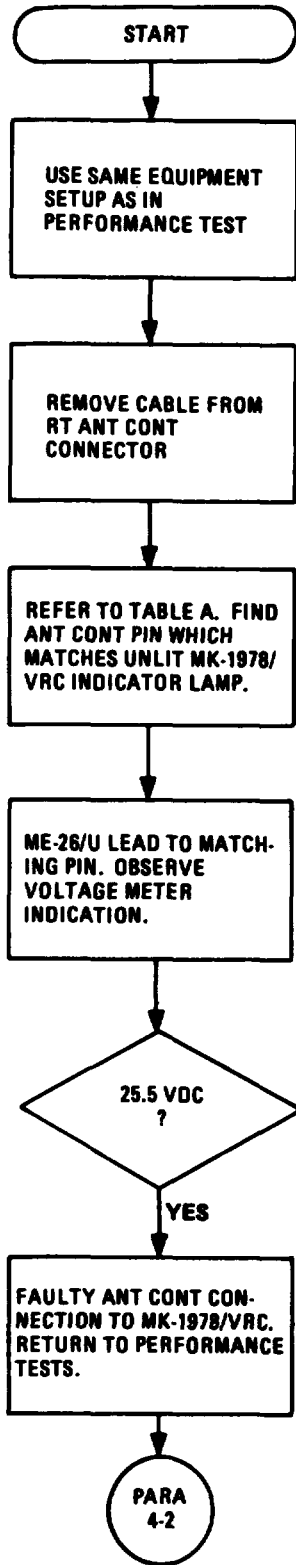 START
USE SAME EQUIPMENT
SETUP AS IN
PERFORMANCE TEST
REMOVE CABLE FROM
RT ANT CONT
CONNECTOR
REFER TO TABLE A. FIND
ANT CONT PIN WHICH
MATCHES UNLIT MK-1978/
VRC INDICATOR LAMP.
ME-26/U LEAD TO MATCH-
ING PIN. OBSERVE
VOLTAGE METER
INDICATION.
25.5 VDC
?
YES
FAULTY ANT CONT CON-
NECTION TO MK-1978/VRC.
RETURN TO PERFORMANCE
TESTS.
PARA
4-2